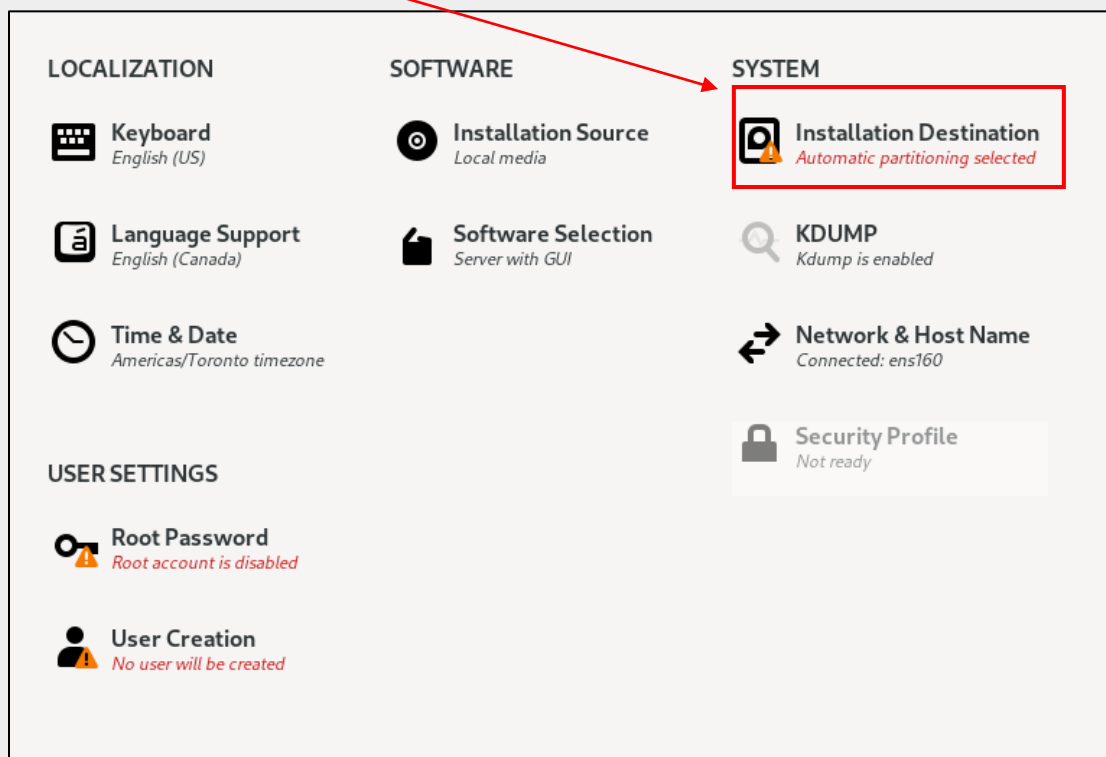 LOCALIZATION
Keyboard
English (US)
Language Support
English (Canada)
Time & Date
Americas/Toronto timezone
USER SETTINGS
Root Password
Root account is disabled
User Creation
No user will be created
SOFTWARE
Installation Source
Local media
Software Selection
Server with GUI
SYSTEM
Installation Destination
Automatic partitioning selected
KDUMP
Kdump is enabled
Network & Host Name
Connected: ens160
Security Profile
Not ready